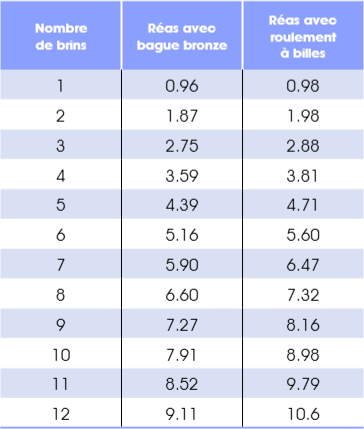 Nombre
de brins
Réas avec
bague bronze
Réas avec
roulement
à billes
1 0.96 0.98
2 1.87 1.98
3 2.75 2.88
4 3.59 3.81
5 4.39 4.71
6 5.16 5.60
7 5.90 6.47
8 6.60 7.32
9 7.27 8.16
10 7.91 8.98
11 8.52 9.79
12 9.11 10.6